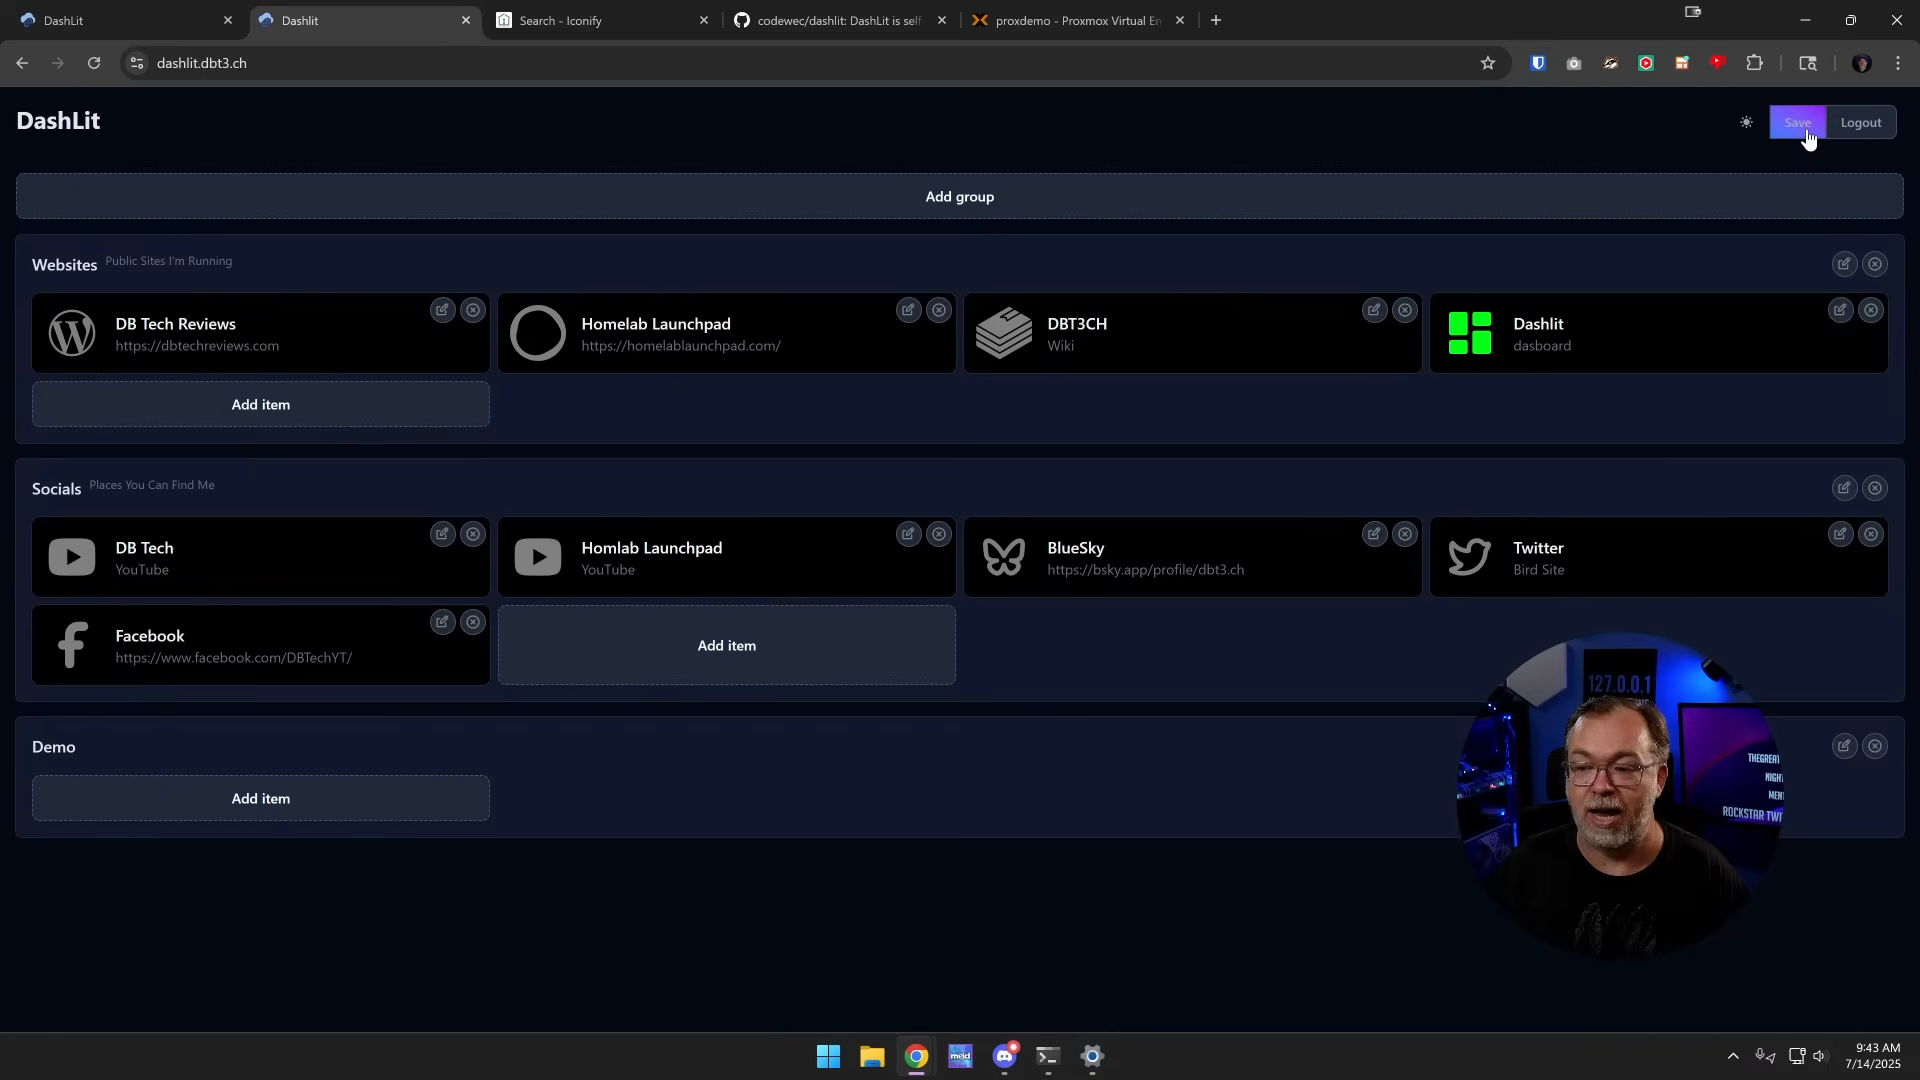 DashLit
Dashlit
Search - Iconify
codewec/dashlit: DashLit is self
proxdemo - Proxmox Virtual En
dashlit.dbt3.ch
DashLit
Save
Logout
Add group
Websites Public Sites I'm Running
DB Tech Reviews
https://dbtechreviews.com
Homelab Launchpad
https://homelablaunchpad.com/
DBT3CH
Wiki
Dashlit
dasboard
Add item
Socials Places You Can Find Me
DB Tech
YouTube
Homlab Launchpad
YouTube
BlueSky
https://bsky.app/profile/dbt3.ch
Twitter
Bird Site
Facebook
https://www.facebook.com/DBTechYT/
Add item
Demo
Add item
127.0.0.1
THEGREAT
NIGH
MEN
ROCKSTAR TWI
meld
9:43 AM
7/14/2025